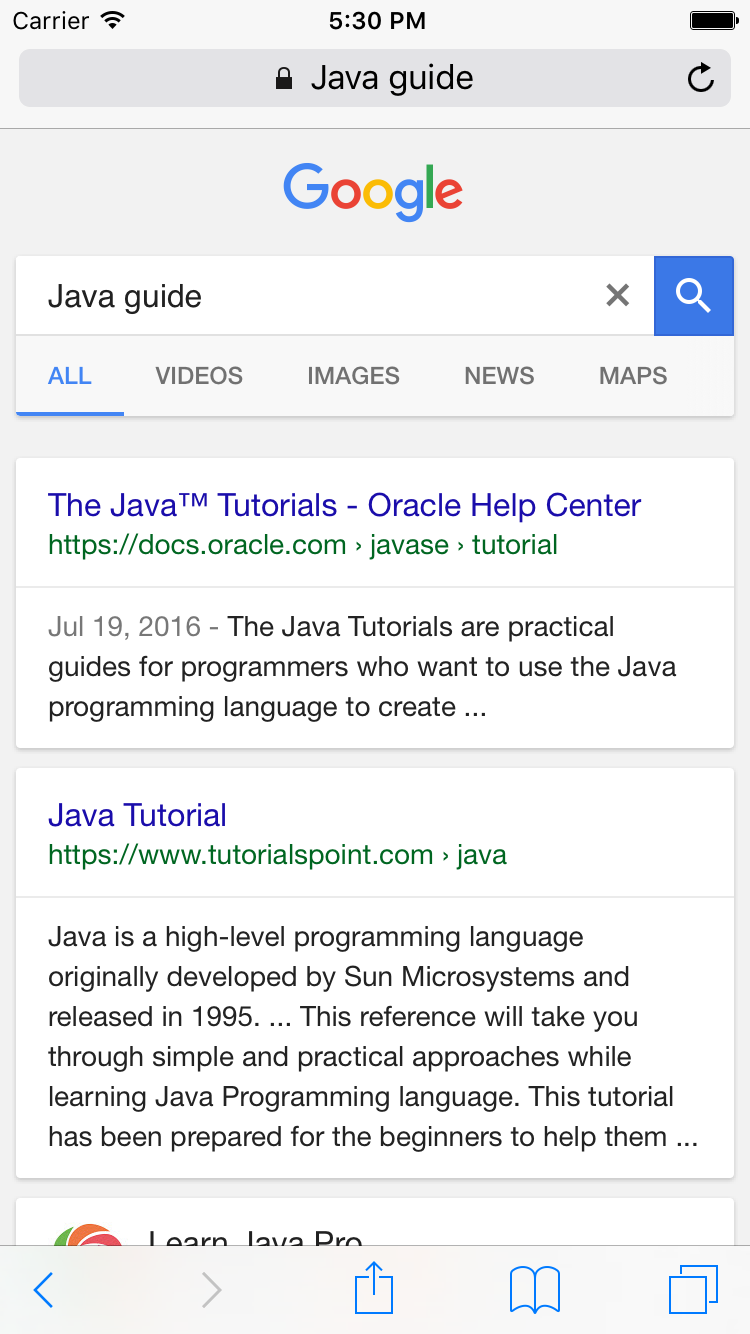 Carrier 5:30 PM
Java guide
Google
Java guide
ALL VIDEOS IMAGES NEWS MAPS
The Java™ Tutorials - Oracle Help Center
https://docs.oracle.com › javase › tutorial
Jul 19, 2016 - The Java Tutorials are practical
guides for programmers who want to use the Java
programming language to create ...
Java Tutorial
https://www.tutorialspoint.com › java
Java is a high-level programming language
originally developed by Sun Microsystems and
released in 1995. ... This reference will take you
through simple and practical approaches while
learning Java Programming language. This tutorial
has been prepared for the beginners to help them ...
Learn Java Pro